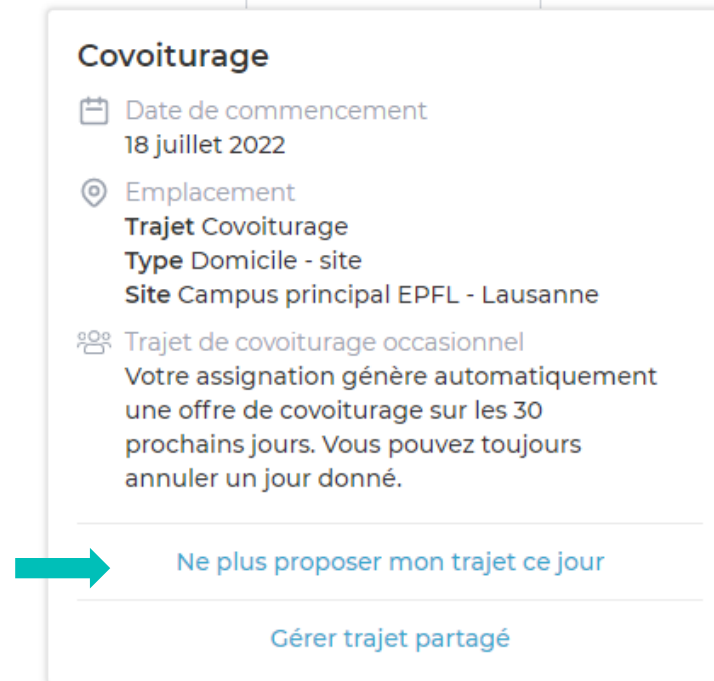 Covoiturage
Date de commencement
18 juillet 2022
Emplacement
Trajet Covoiturage
Type Domicile - site
Site Campus principal EPFL - Lausanne
Trajet de covoiturage occasionnel
Votre assignation génère automatiquement
une offre de covoiturage sur les 30
prochains jours. Vous pouvez toujours
annuler un jour donné.
Ne plus proposer mon trajet ce jour
Gérer trajet partagé